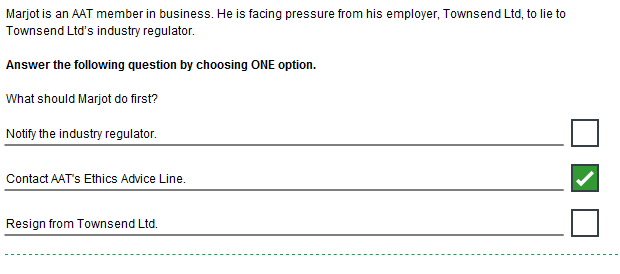 Marjot is an AAT member in business. He is facing pressure from his employer, Townsend Ltd, to lie to
Townsend Ltd's industry regulator.
Answer the following question by choosing ONE option.
What should Marjot do first?
Notify the industry regulator.
Contact AAT's Ethics Advice Line.
Resign from Townsend Ltd.